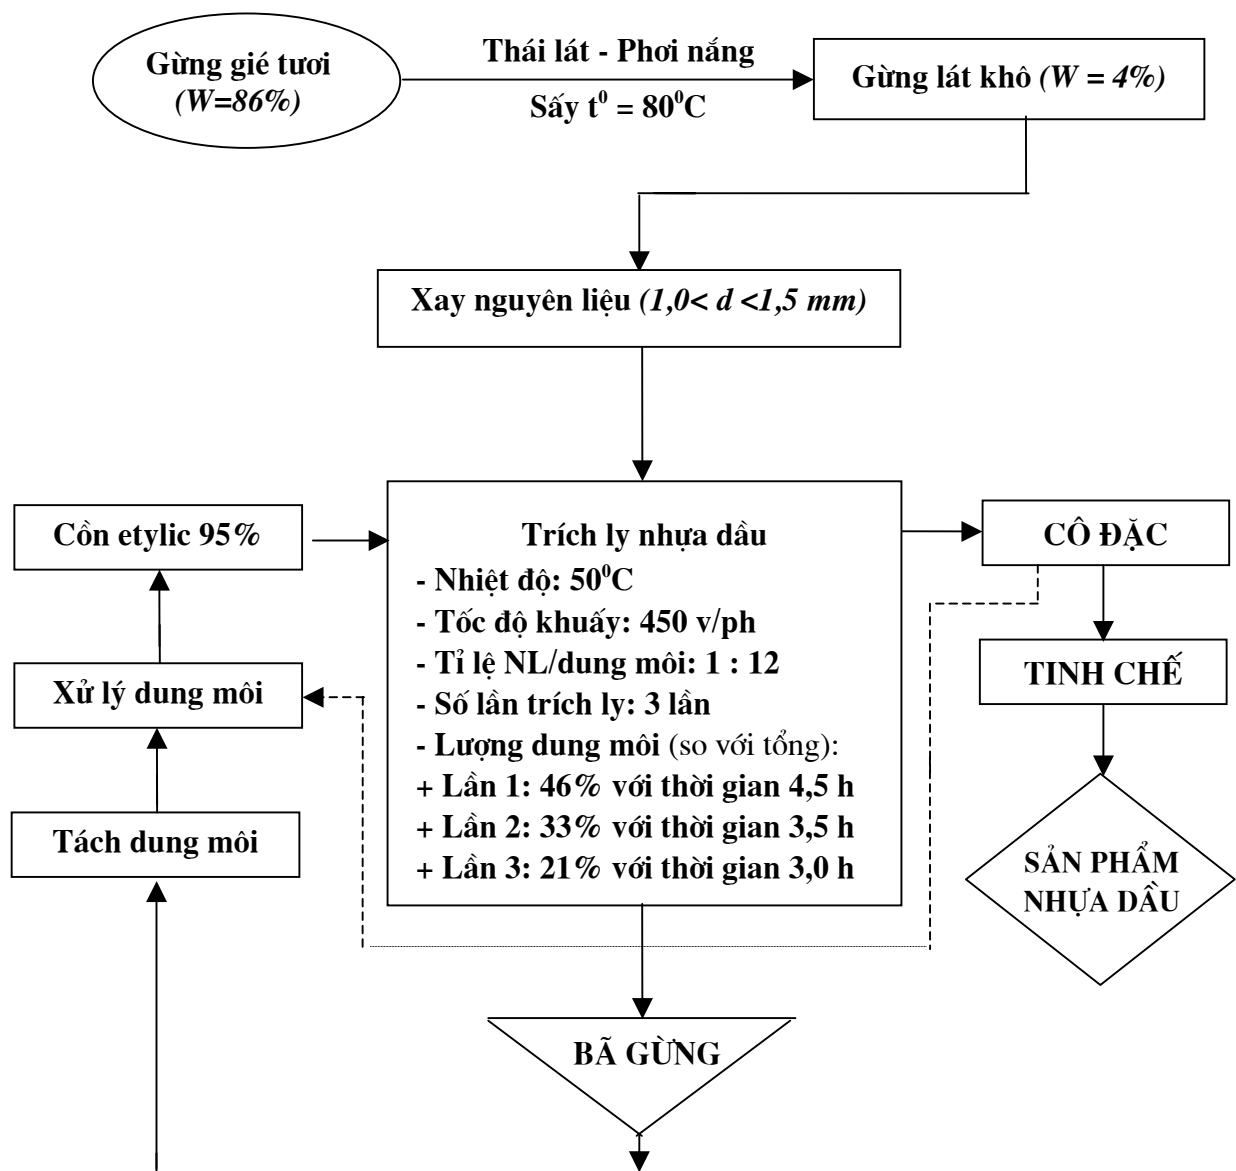 Gừng gié tươi
(W=86%)
Thái lát - Phơi nắng
Sấy t⁰ = 80⁰C
Gừng lát khô (W = 4%)
Xay nguyên liệu (1,0< d <1,5 mm)
Cồn etylic 95%
Xử lý dung môi
Tách dung môi
Trích ly nhựa dầu
- Nhiệt độ: 50⁰C
- Tốc độ khuấy: 450 v/ph
- Tỉ lệ NL/dung môi: 1 : 12
- Số lần trích ly: 3 lần
- Lượng dung môi (so với tổng):
+ Lần 1: 46% với thời gian 4,5 h
+ Lần 2: 33% với thời gian 3,5 h
+ Lần 3: 21% với thời gian 3,0 h
CÔ ĐẶC
TINH CHẾ
SẢN PHẨM
NHỰA DẦU
BÃ GỪNG